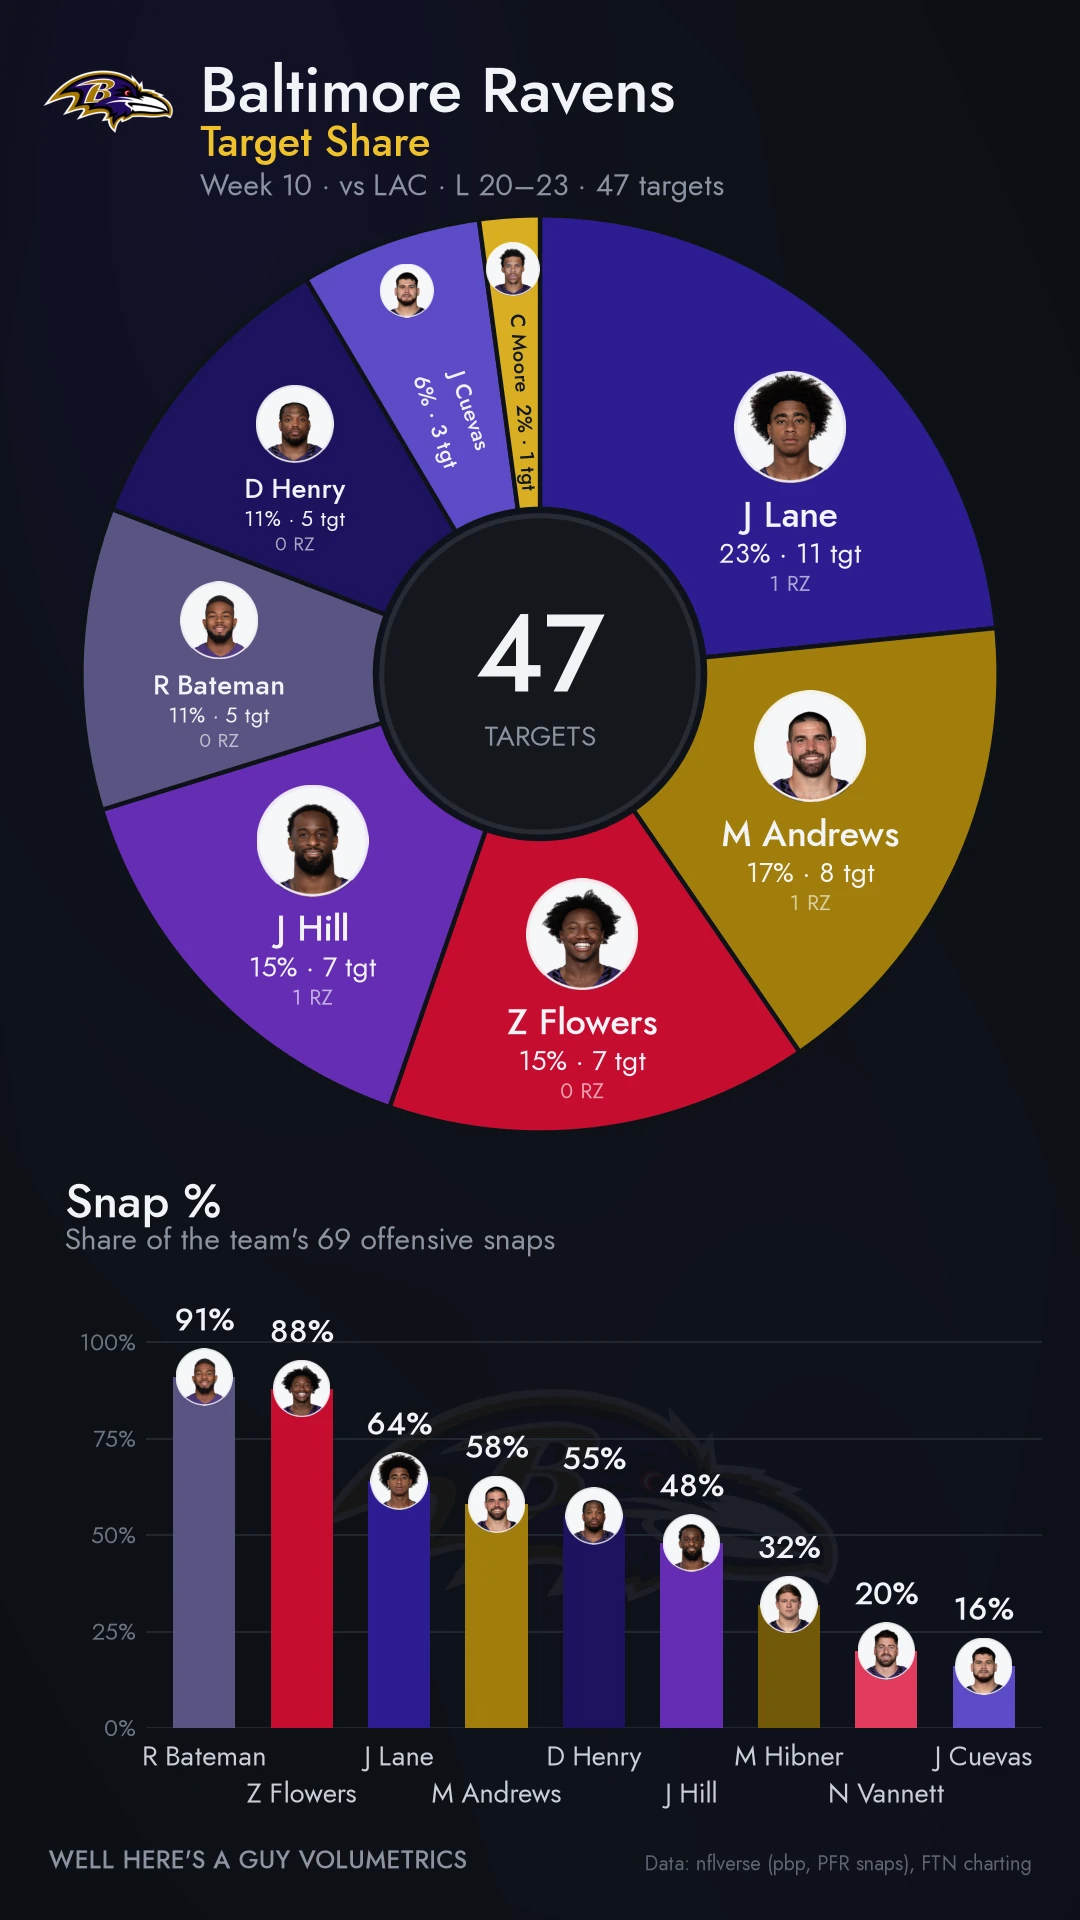 Baltimore Ravens
Target Share
Week 10 · vs LAC · L 20–23 · 47 targets
C Moore 2% · 1 tgt
J Cuevas
6% · 3 tgt
J Lane
23% · 11 tgt
1 RZ
D Henry
11% · 5 tgt
0 RZ
R Bateman
11% · 5 tgt
0 RZ
47
TARGETS
M Andrews
17% · 8 tgt
1 RZ
J Hill
15% · 7 tgt
1 RZ
Z Flowers
15% · 7 tgt
0 RZ
Snap %
Share of the team's 69 offensive snaps
100%
75%
50%
25%
0%
91%
88%
64%
58%
55%
48%
32%
20%
16%
R Bateman
Z Flowers
J Lane
M Andrews
D Henry
J Hill
M Hibner
N Vannett
J Cuevas
WELL HERE'S A GUY VOLUMETRICS
Data: nflverse (pbp, PFR snaps), FTN charting